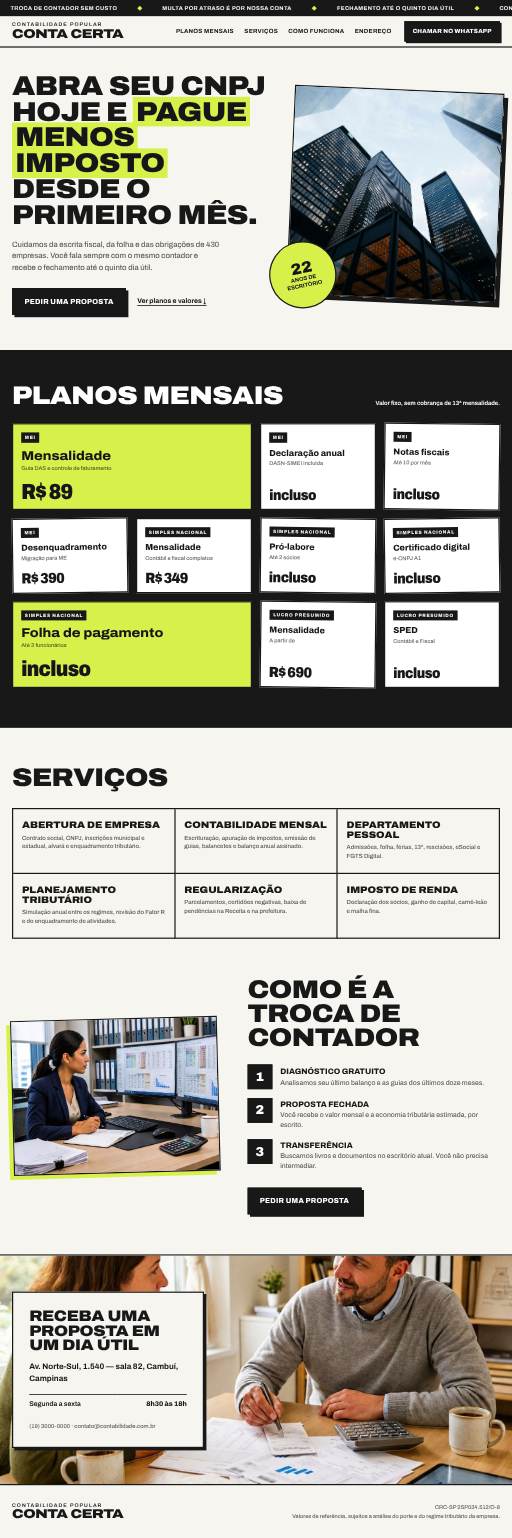 TROCA DE CONTADOR SEM CUSTO ◆ MULTA POR ATRASO É POR NOSSA CONTA ◆ FECHAMENTO ATÉ O QUINTO DIA ÚTIL ◆
CONTABILIDADE POPULAR
CONTA CERTA
PLANOS MENSAIS SERVIÇOS COMO FUNCIONA ENDEREÇO CHAMAR NO WHATSAPP
ABRA SEU CNPJ
HOJE E PAGUE
MENOS
IMPOSTO
DESDE O
PRIMEIRO MÊS.
Cuidamos da escrita fiscal, da folha e das obrigações de 430
empresas. Você fala sempre com o mesmo contador e
recebe o fechamento até o quinto dia útil.
PEDIR UMA PROPOSTA
Ver planos e valores ↓
22
ANOS DE
ESCRITÓRIO
PLANOS MENSAIS
Valor fixo, sem cobrança de 13ª mensalidade.
MEI
Mensalidade
Guia DAS e controle de faturamento
R$ 89
MEI
Declaração anual
DASN-SIMEI incluída
incluso
MEI
Notas fiscais
Até 10 por mês
incluso
MEI
Desenquadramento
Migração para ME
R$ 390
SIMPLES NACIONAL
Mensalidade
Contábil e fiscal completos
R$ 349
SIMPLES NACIONAL
Pró-labore
Até 2 sócios
incluso
SIMPLES NACIONAL
Certificado digital
e-CNPJ A1
incluso
SIMPLES NACIONAL
Folha de pagamento
Até 3 funcionários
incluso
LUCRO PRESUMIDO
Mensalidade
A partir de
R$ 690
LUCRO PRESUMIDO
SPED
Contábil e Fiscal
incluso
SERVIÇOS
ABERTURA DE EMPRESA
Contrato social, CNPJ, inscrições municipal e
estadual, alvará e enquadramento tributário.
CONTABILIDADE MENSAL
Escrituração, apuração de impostos, emissão de
guias, balancetes e balanço anual assinado.
DEPARTAMENTO
PESSOAL
Admissões, folha, férias, 13º, rescisões, eSocial e
FGTS Digital.
PLANEJAMENTO
TRIBUTÁRIO
Simulação anual entre os regimes, revisão do Fator R
e do enquadramento de atividades.
REGULARIZAÇÃO
Parcelamentos, certidões negativas, baixa de
pendências na Receita e na prefeitura.
IMPOSTO DE RENDA
Declaração dos sócios, ganho de capital, carnê-leão
e malha fina.
COMO É A
TROCA DE
CONTADOR
1 DIAGNÓSTICO GRATUITO
Analisamos seu último balanço e as guias dos últimos doze meses.
2 PROPOSTA FECHADA
Você recebe o valor mensal e a economia tributária estimada, por
escrito.
3 TRANSFERÊNCIA
Buscamos livros e documentos no escritório atual. Você não precisa
intermediar.
PEDIR UMA PROPOSTA
RECEBA UMA
PROPOSTA EM
UM DIA ÚTIL
Av. Norte-Sul, 1.540 — sala 82, Cambuí,
Campinas
Segunda a sexta 8h30 às 18h
(19) 3000-0000 · contato@contabilidade.com.br
CONTABILIDADE POPULAR
CONTA CERTA
Valores de referência, sujeitos a análise do porte e do regime tributário da empresa.